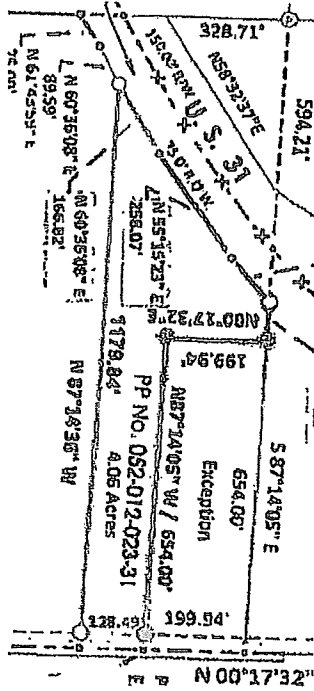 328.71'
N58°32'37"E
594.21'
U S. 31
N 60°36'08" E
89.59'
N 60°36'08" E
166.82'
N 55°15'23" E
258.07'
N00°17'32"
199.94'
1179.84'
N 87°14'36" W
PP No. 052-012-023-31
4.06 Acres
N87°14'05" W / 654.00'
Exception
654.00'
S 87°14'05" E
128.49'
199.94'
N 00°17'32"